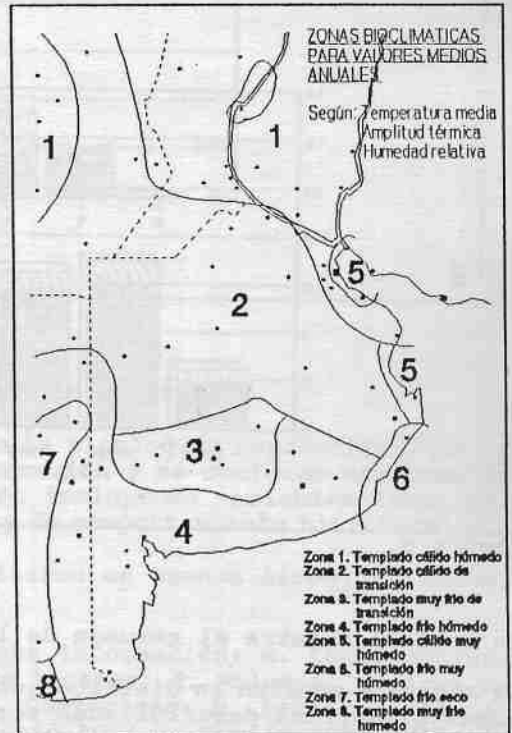 ZONAS BIOCLIMATICAS
PARA VALORES MEDIOS
ANUALES
Según: Temperatura media
Amplitud térmica
Humedad relativa
1
1
5
2
5
3
7
6
4
8
Zona 1. Templado cálido húmedo
Zona 2. Templado cálido de
transición
Zona 3. Templado muy frío de
transición
Zona 4. Templado frío húmedo
Zona 5. Templado cálido muy
húmedo
Zona 6. Templado frío muy
húmedo
Zona 7. Templado frío seco
Zona 8. Templado muy frío
humedo